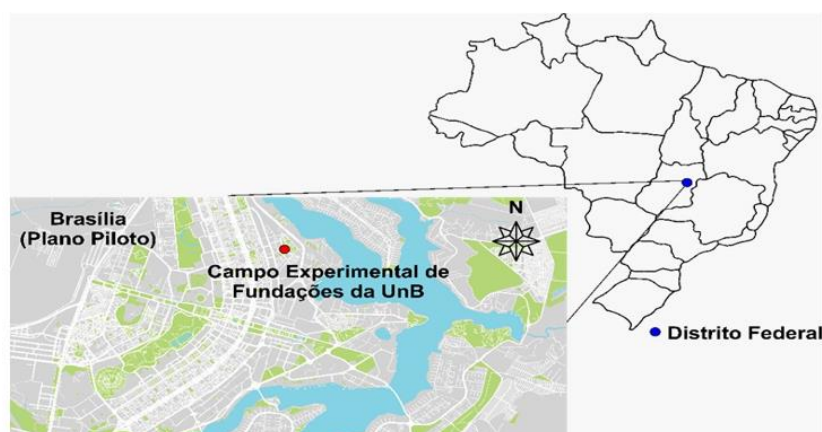 Brasília
(Plano Piloto)
N
Campo Experimental de
Fundações da UnB
Distrito Federal